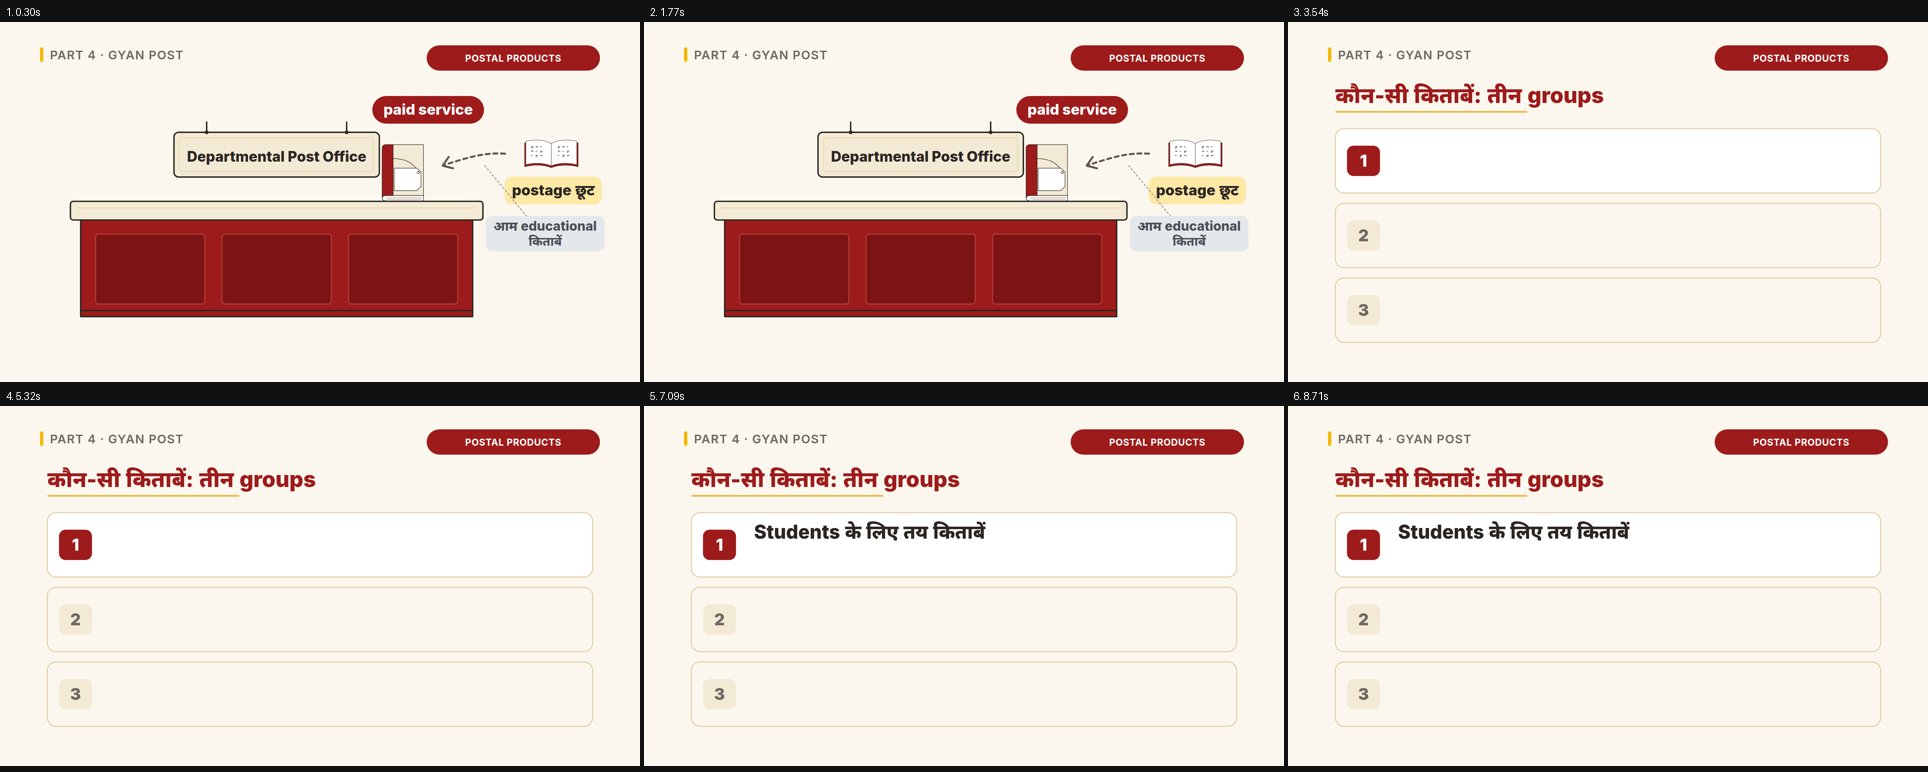 1. 0.30s
PART 4 · GYAN POST
POSTAL PRODUCTS
paid service
Departmental Post Office
postage छूट
आम educational
किताबें
2. 1.77s
PART 4 · GYAN POST
POSTAL PRODUCTS
paid service
Departmental Post Office
postage छूट
आम educational
किताबें
3. 3.54s
PART 4 · GYAN POST
POSTAL PRODUCTS
कौन-सी किताबें: तीन groups
1
2
3
4. 5.32s
PART 4 · GYAN POST
POSTAL PRODUCTS
कौन-सी किताबें: तीन groups
1
2
3
5. 7.09s
PART 4 · GYAN POST
POSTAL PRODUCTS
कौन-सी किताबें: तीन groups
1 Students के लिए तय किताबें
2
3
6. 8.71s
PART 4 · GYAN POST
POSTAL PRODUCTS
कौन-सी किताबें: तीन groups
1 Students के लिए तय किताबें
2
3